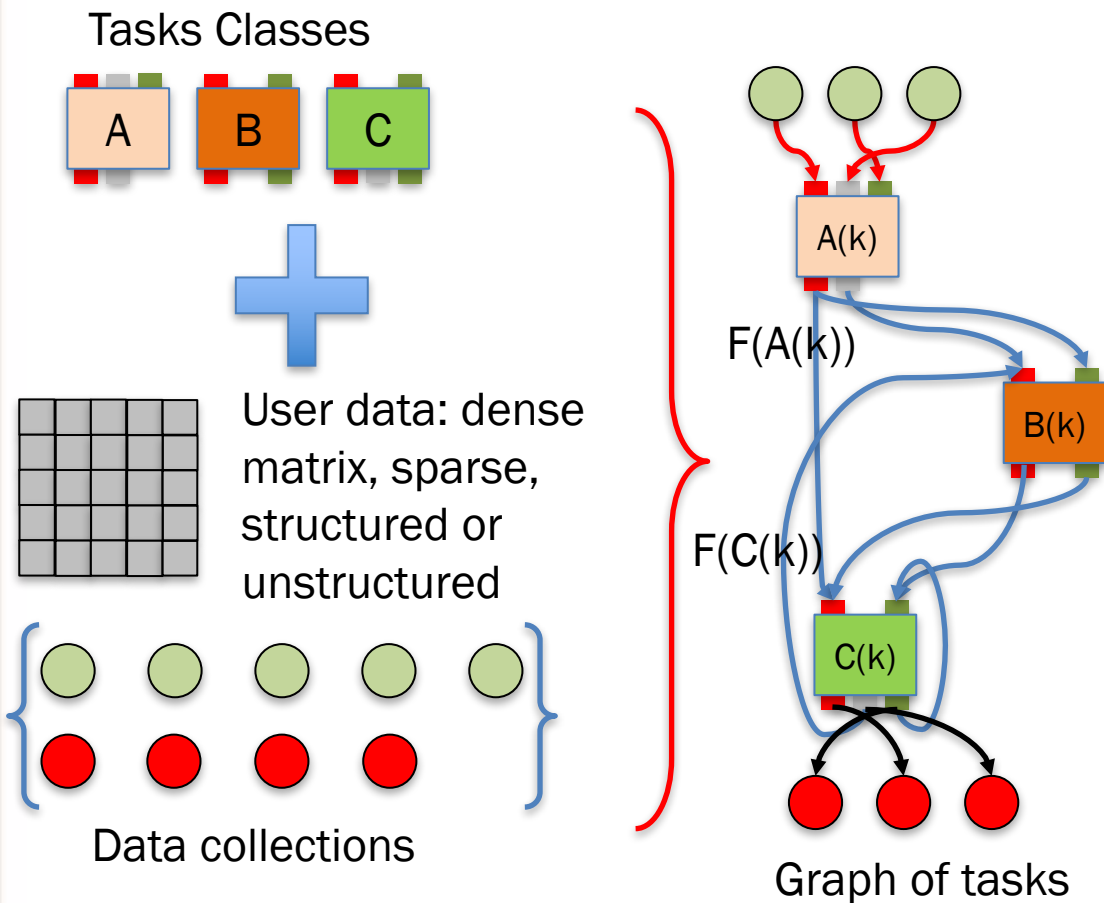 Tasks Classes
A
B
C
User data: dense
matrix, sparse,
structured or
unstructured
Data collections
A(k)
F(A(k))
B(k)
F(C(k))
C(k)
Graph of tasks